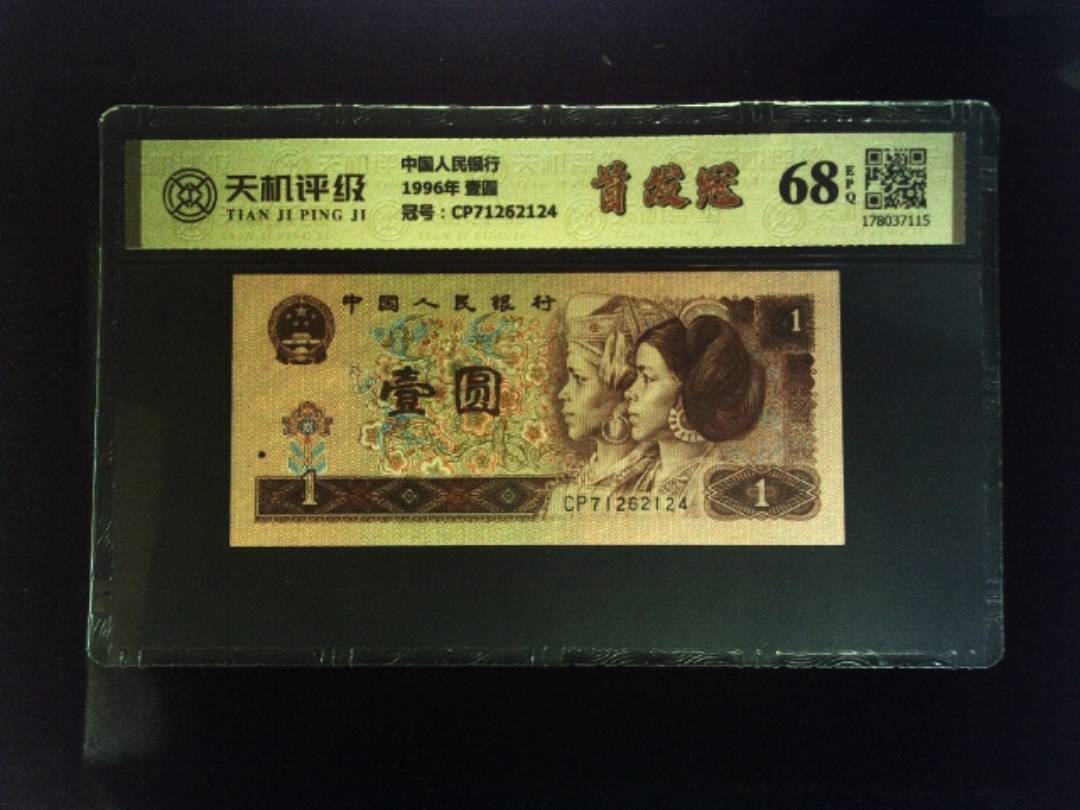 天机评级
TIAN JI PING JI
中国人民银行
1996年 壹圆
冠号：CP71262124
首发冠
68
EPQ
178037115
中国人民银行
1
壹圆
1
CP71262124
1